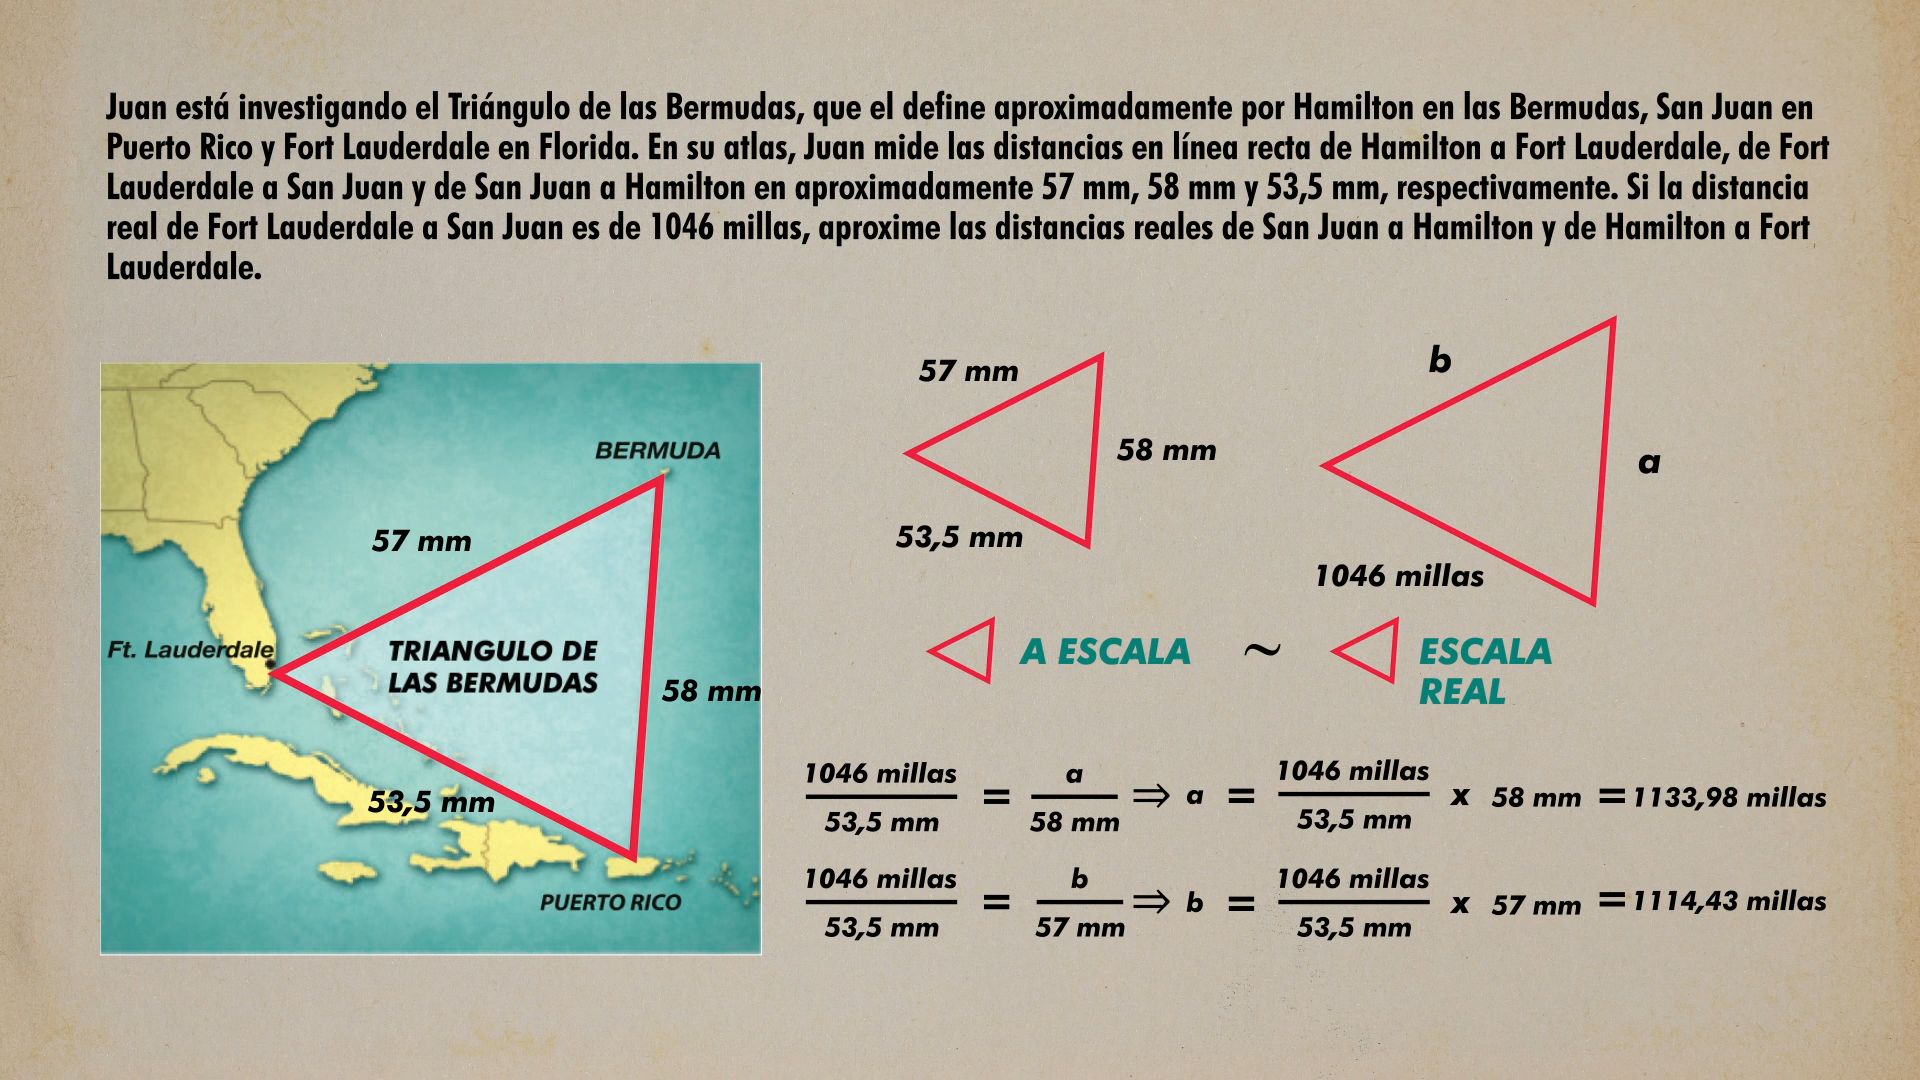 Juan está investigando el Triángulo de las Bermudas, que el define aproximadamente por Hamilton en las Bermudas, San Juan en
Puerto Rico y Fort Lauderdale en Florida. En su atlas, Juan mide las distancias en línea recta de Hamilton a Fort Lauderdale, de Fort
Lauderdale a San Juan y de San Juan a Hamilton en aproximadamente 57 mm, 58 mm y 53,5 mm, respectivamente. Si la distancia
real de Fort Lauderdale a San Juan es de 1046 millas, aproxime las distancias reales de San Juan a Hamilton y de Hamilton a Fort
Lauderdale.
BERMUDA
57 mm
Ft. Lauderdale
TRIANGULO DE
LAS BERMUDAS
58 mm
53,5 mm
PUERTO RICO
57 mm
58 mm
53,5 mm
b
a
1046 millas
A ESCALA ~ ESCALA
REAL
1046 millas / 53,5 mm = a / 58 mm ⇒ a = 1046 millas / 53,5 mm x 58 mm = 1133,98 millas
1046 millas / 53,5 mm = b / 57 mm ⇒ b = 1046 millas / 53,5 mm x 57 mm = 1114,43 millas